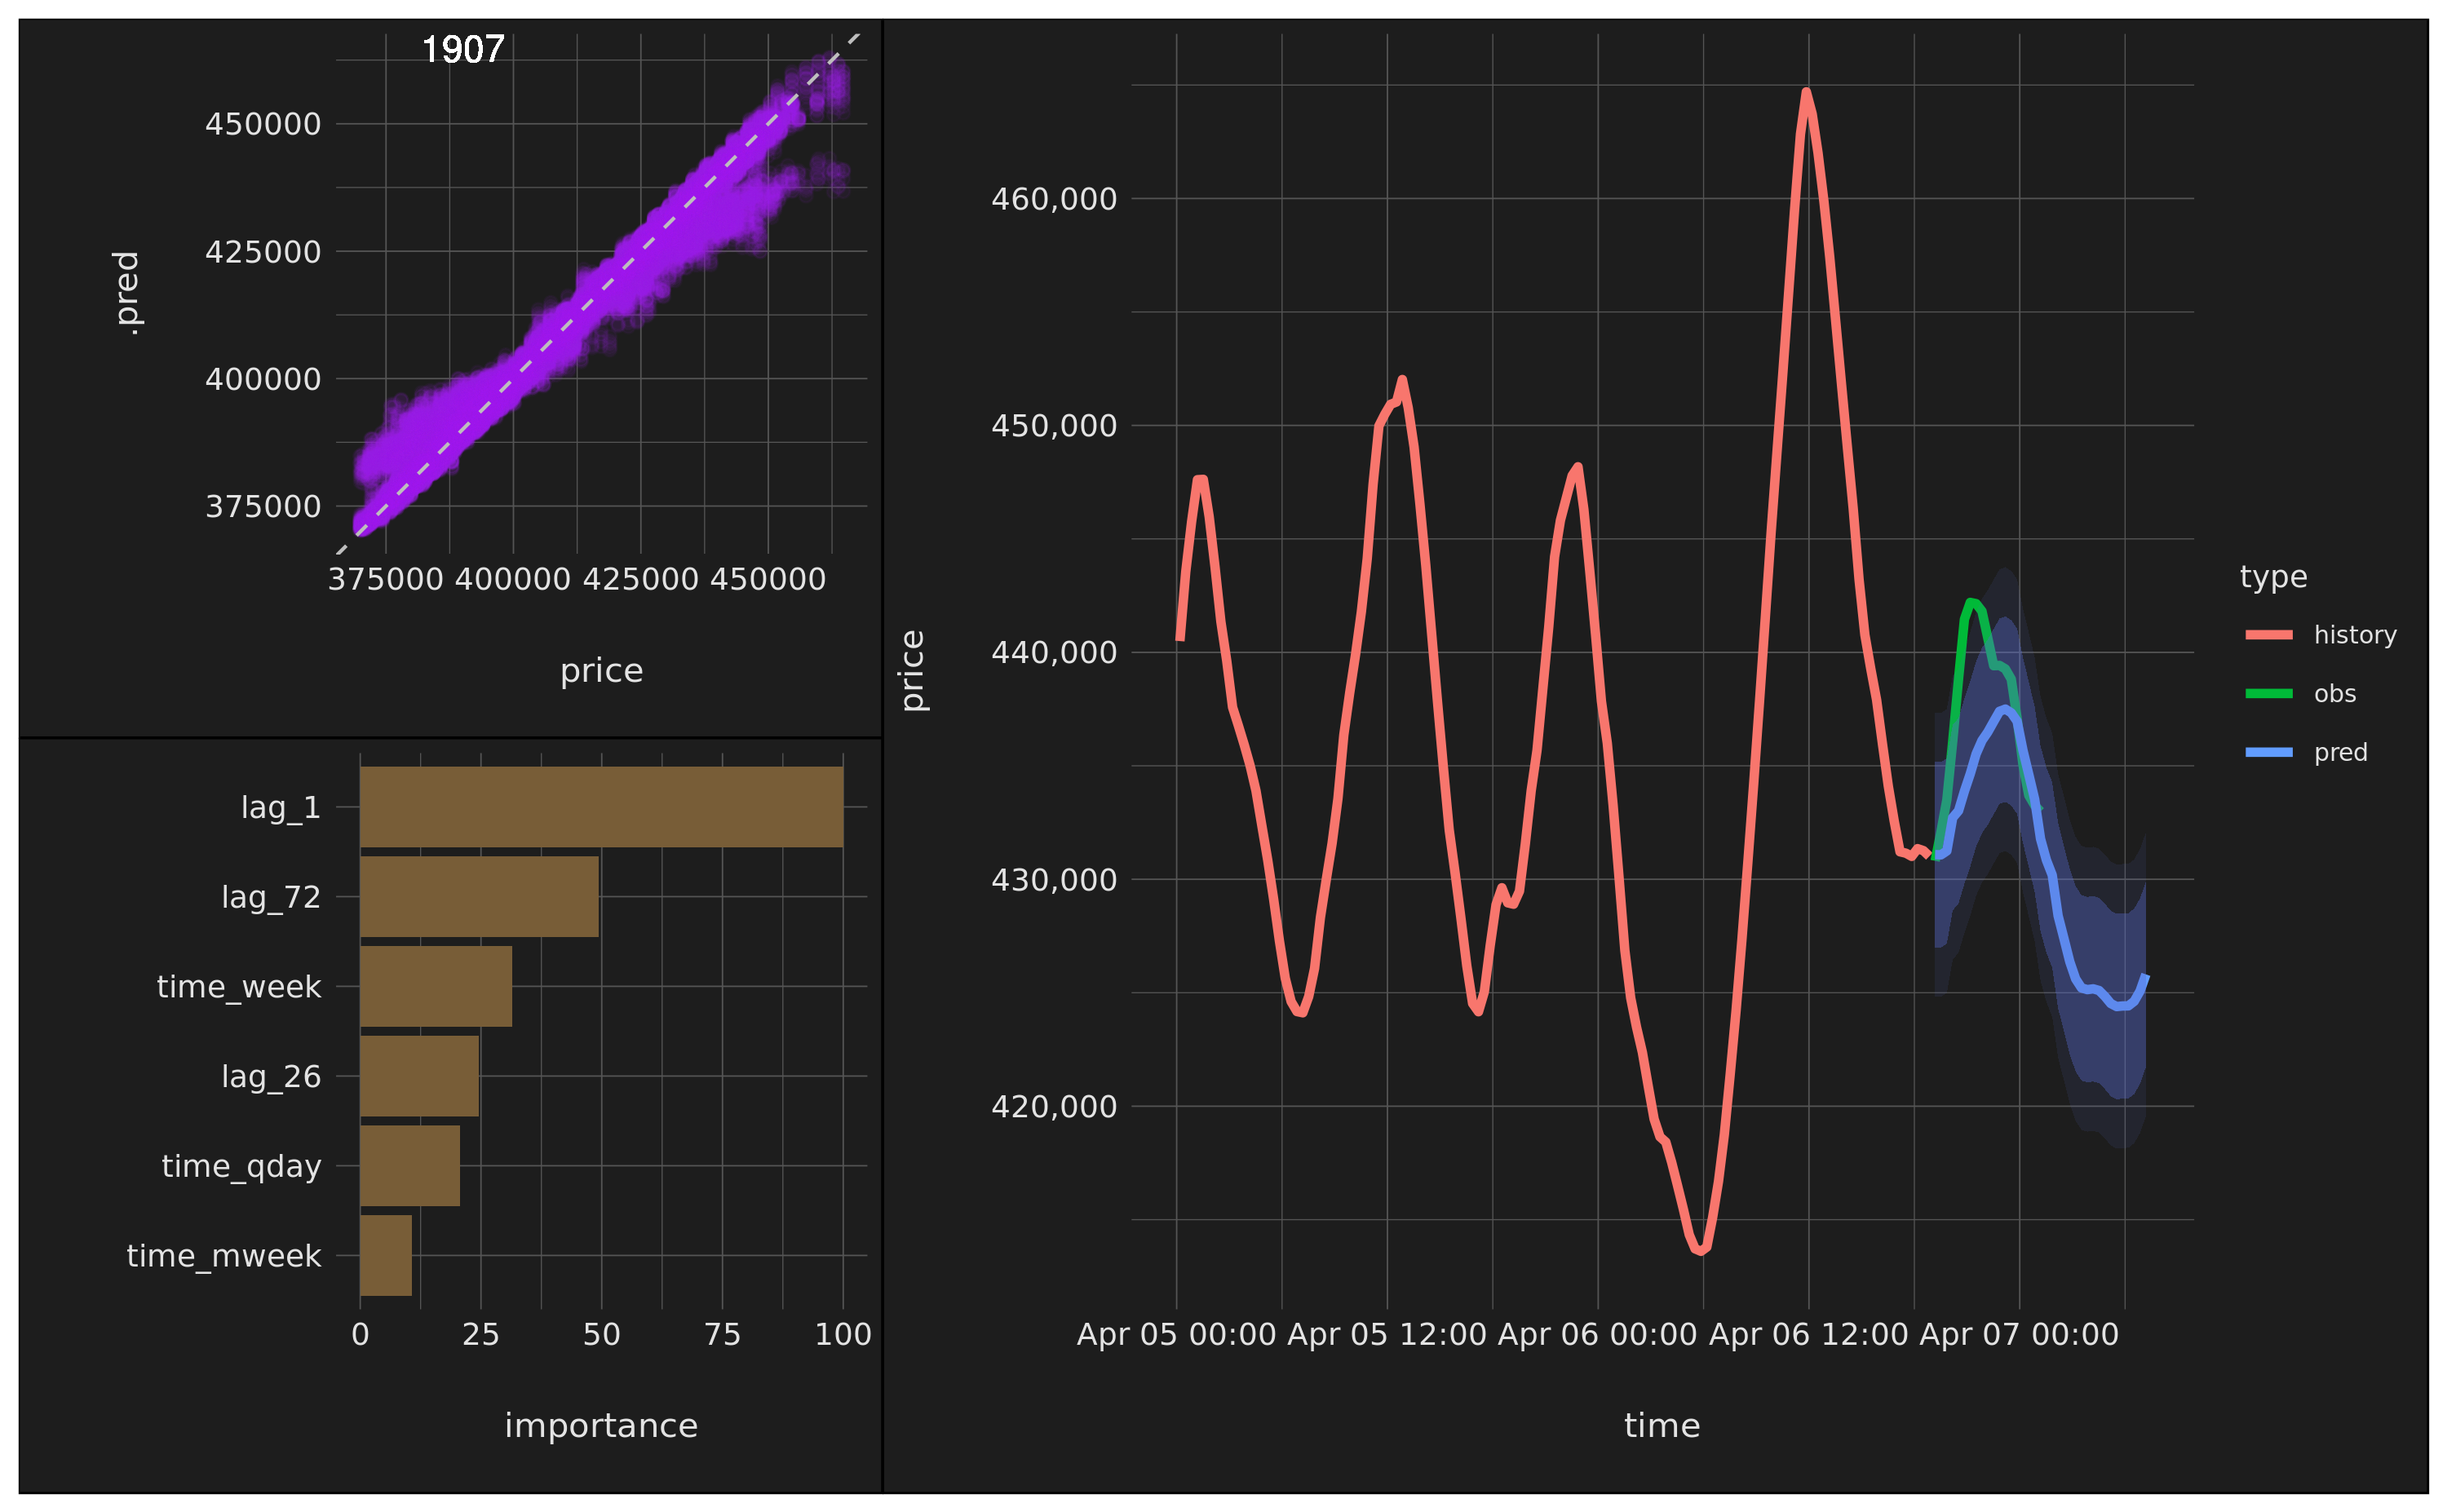 1907
.pred
450000
425000
400000
375000
375000 400000 425000 450000
price
lag_1
lag_72
time_week
lag_26
time_qday
time_mweek
0 25 50 75 100
importance
price
460,000
450,000
440,000
430,000
420,000
Apr 05 00:00 Apr 05 12:00 Apr 06 00:00 Apr 06 12:00 Apr 07 00:00
time
type
history
obs
pred